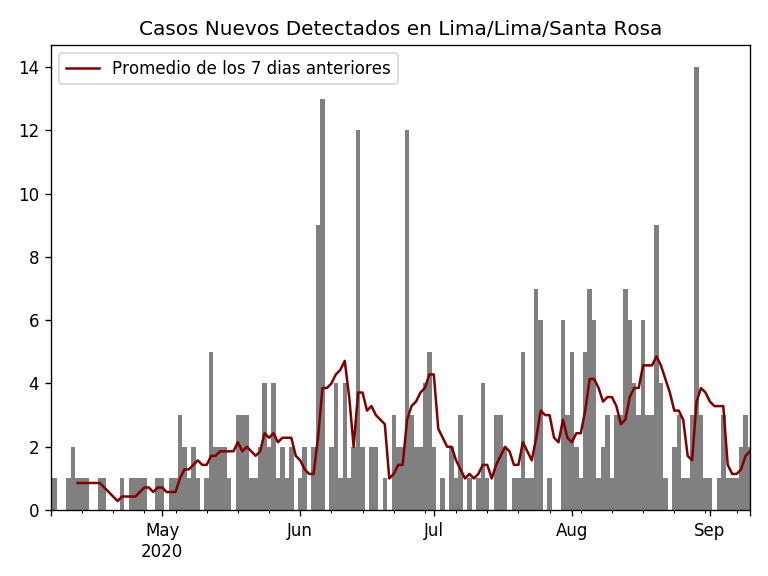 Casos Nuevos Detectados en Lima/Lima/Santa Rosa
Promedio de los 7 dias anteriores
14
12
10
8
6
4
2
0
May
2020
Jun
Jul
Aug
Sep